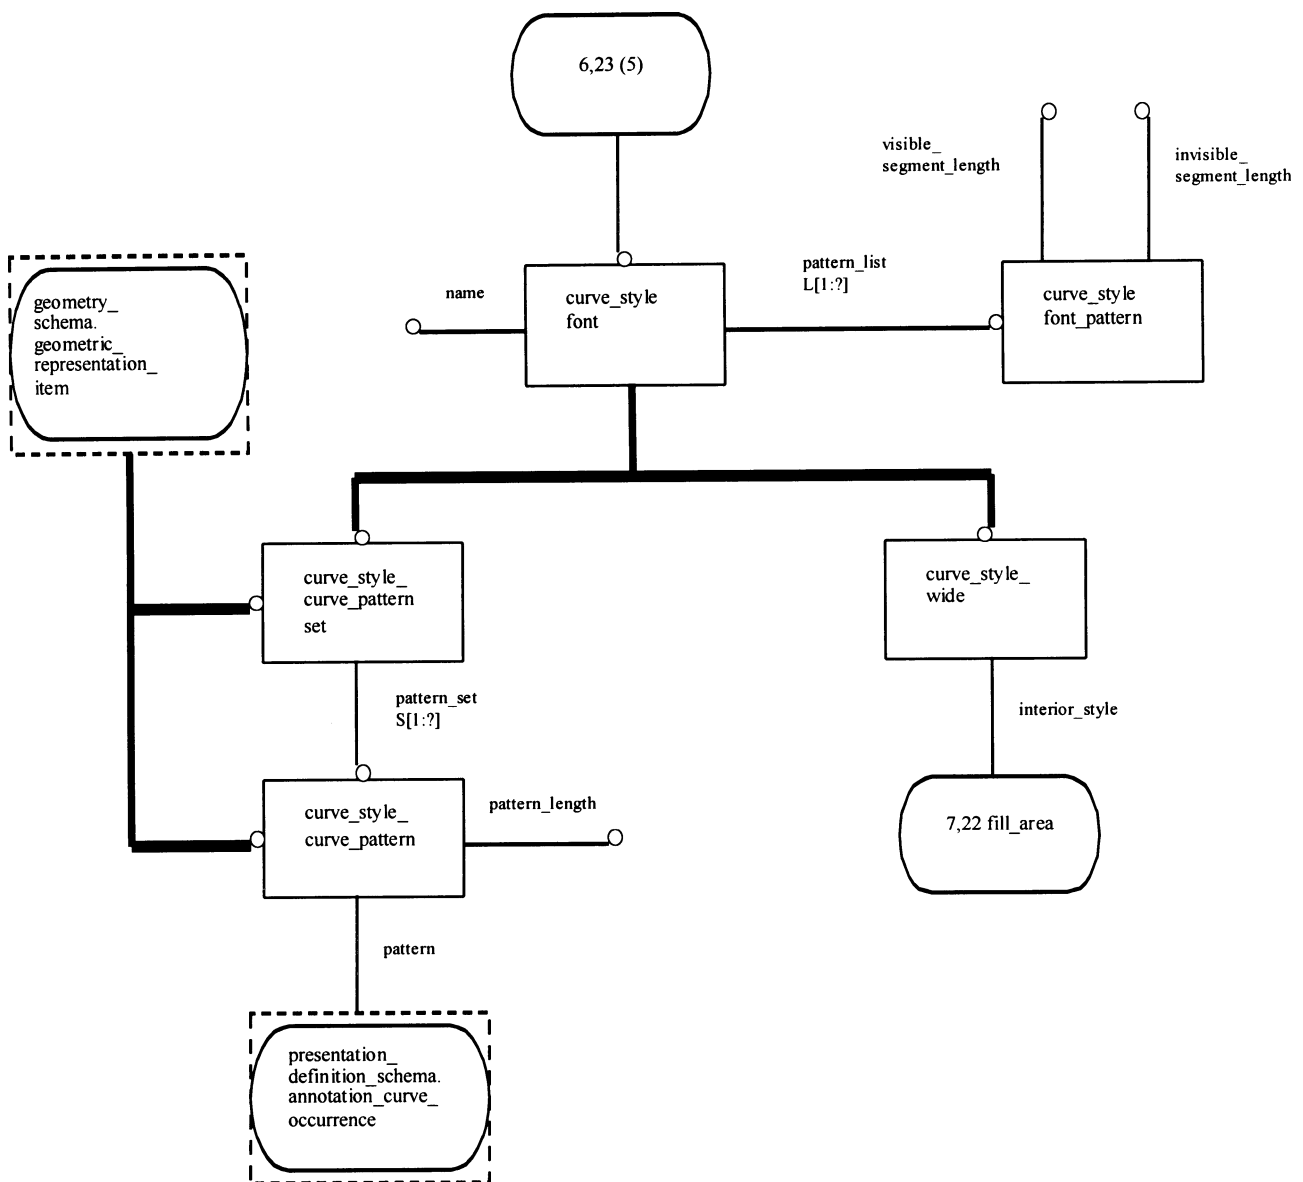 6,23 (5)
visible_
segment_length
invisible_
segment_length
pattern_list
L[1:?]
name
curve_style
font
curve_style
font_pattern
geometry_
schema.
geometric_
representation_
item
curve_style_
curve_pattern
set
curve_style_
wide
pattern_set
S[1:?]
interior_style
curve_style_
curve_pattern
pattern_length
7,22 fill_area
pattern
presentation_
definition_schema.
annotation_curve_
occurrence